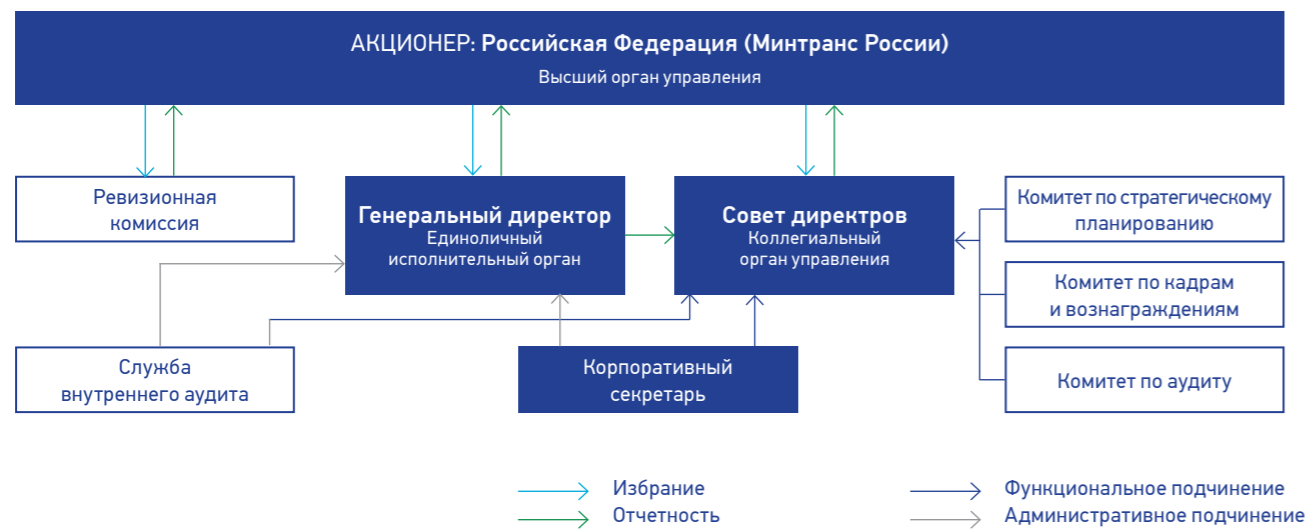 АКЦИОНЕР: Российская Федерация (Минтранс России)
Высший орган управления
Ревизионная
комиссия
Генеральный директор
Единоличный
исполнительный орган
Совет директров
Коллегиальный
орган управления
Комитет по стратегическому
планированию
Комитет по кадрам
и вознаграждениям
Комитет по аудиту
Служба
внутреннего аудита
Корпоративный
секретарь
Избрание
Отчетность
Функциональное подчинение
Административное подчинение